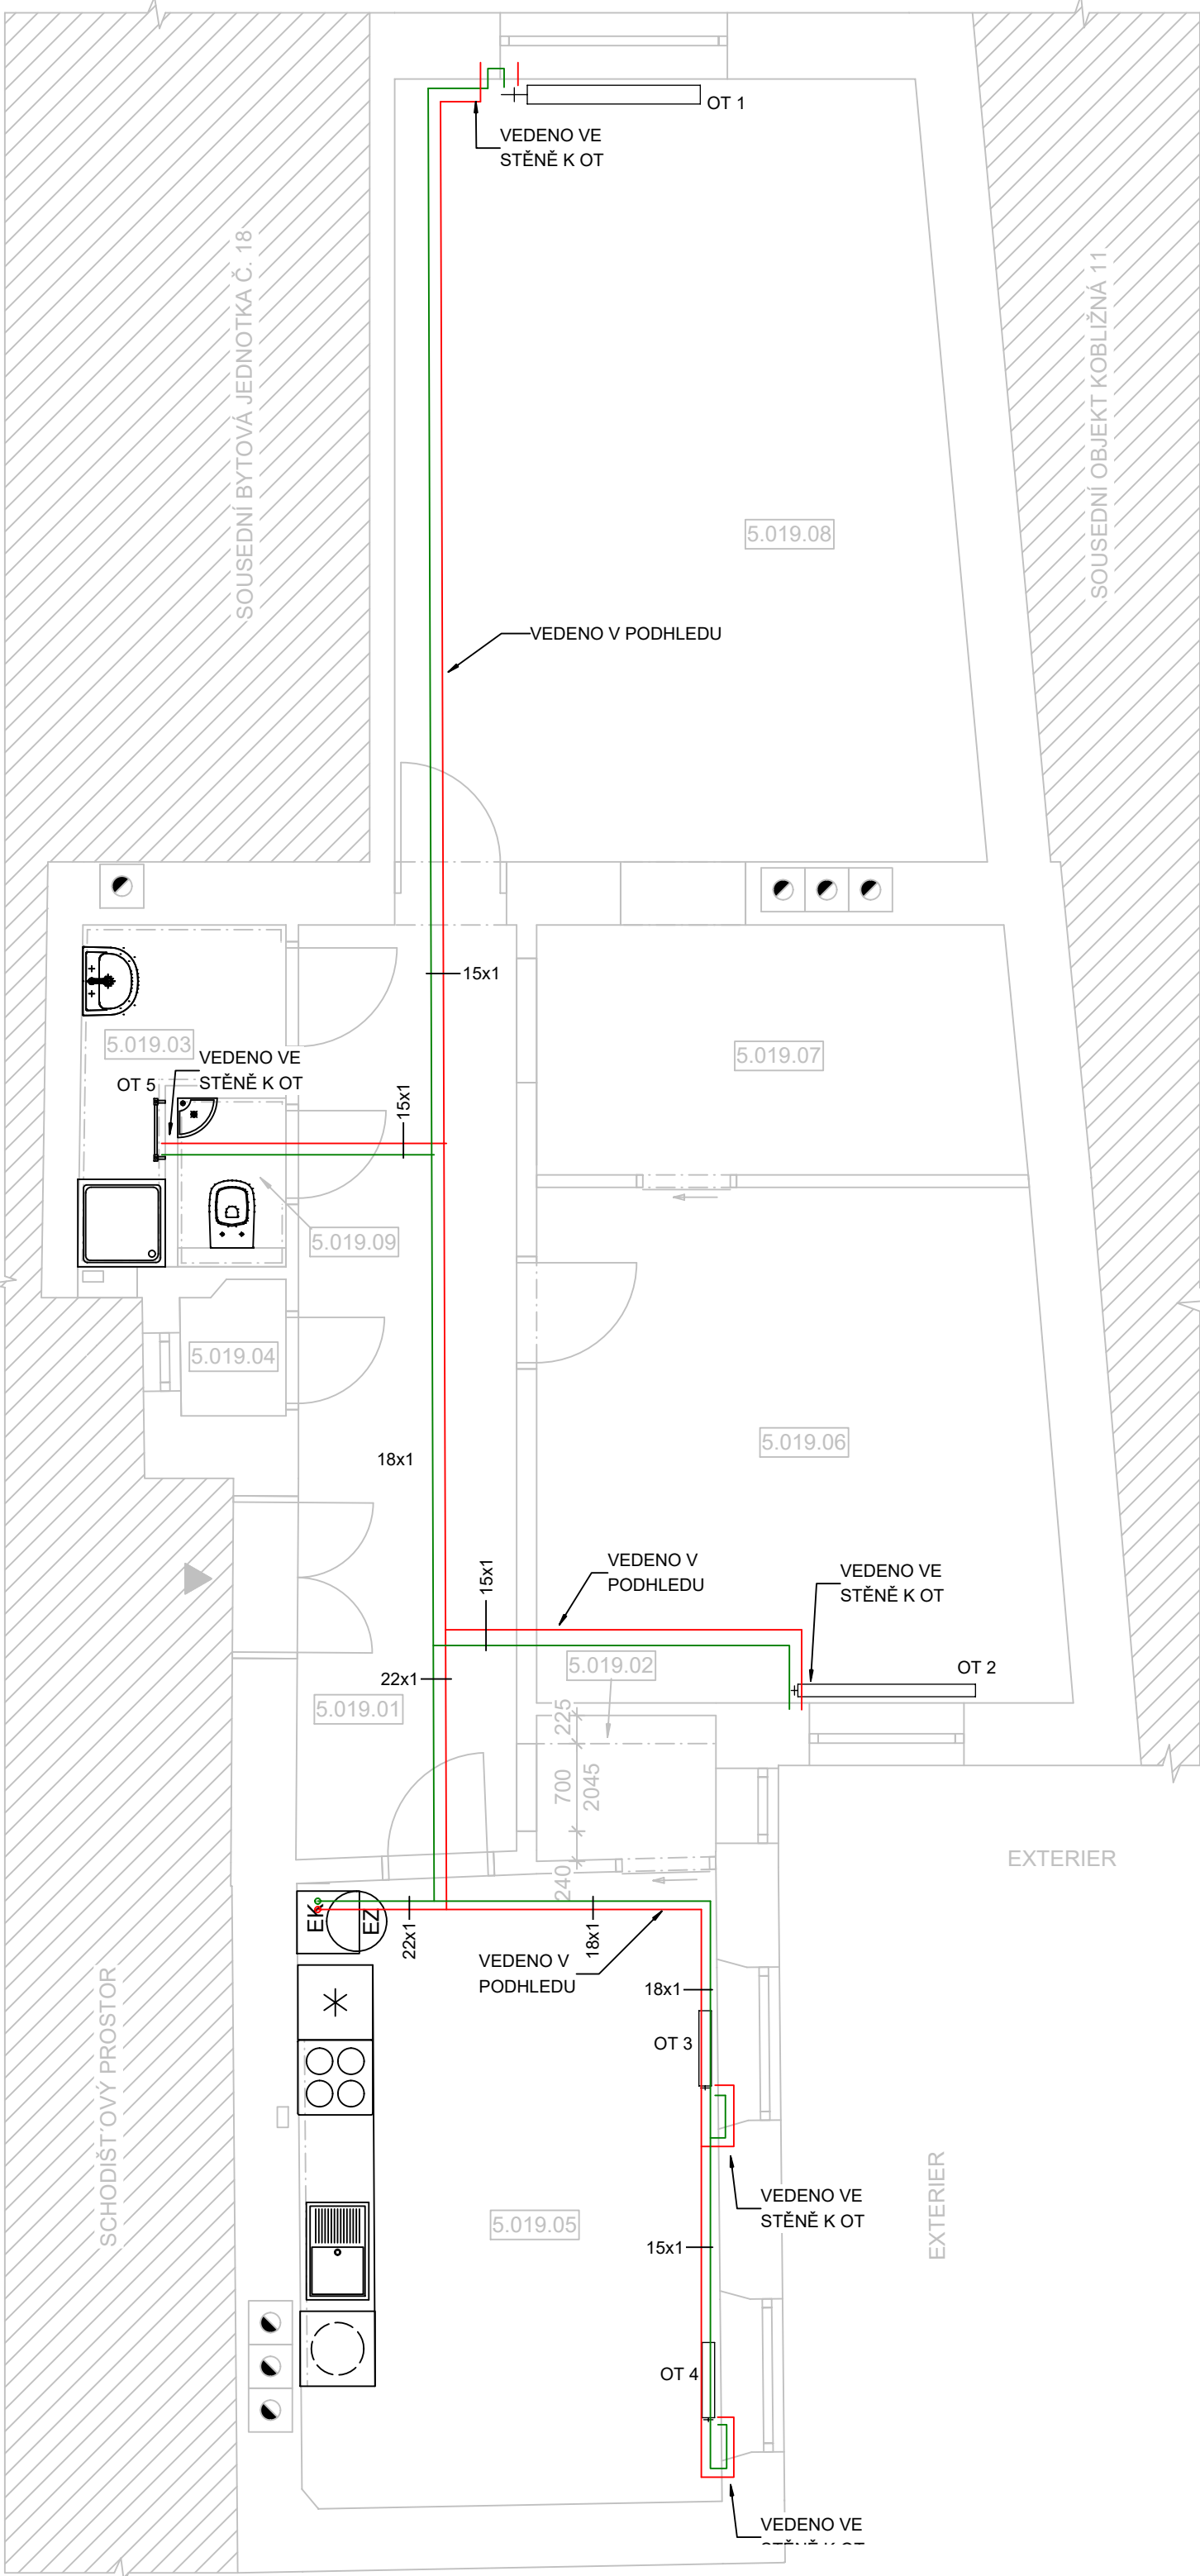 OT 1
VEDENO VE
STĚNĚ K OT
SOUSEDNÍ BYTOVÁ JEDNOTKA Č. 18
SOUSEDNÍ OBJEKT KOBLIŽNÁ 11
5.019.08
VEDENO V PODHLEDU
15x1
5.019.03
VEDENO VE
STĚNĚ K OT
OT 5
15x1
5.019.07
5.019.09
5.019.04
5.019.06
18x1
15x1
VEDENO V
PODHLEDU
VEDENO VE
STĚNĚ K OT
5.019.02
OT 2
22x1
5.019.01
225
700
2045
240
EXTERIER
EK
EZ
22x1
18x1
VEDENO V
PODHLEDU
18x1
OT 3
SCHODIŠŤOVÝ PROSTOR
VEDENO VE
STĚNĚ K OT
EXTERIER
5.019.05
15x1
OT 4
VEDENO VE
STĚNĚ K OT